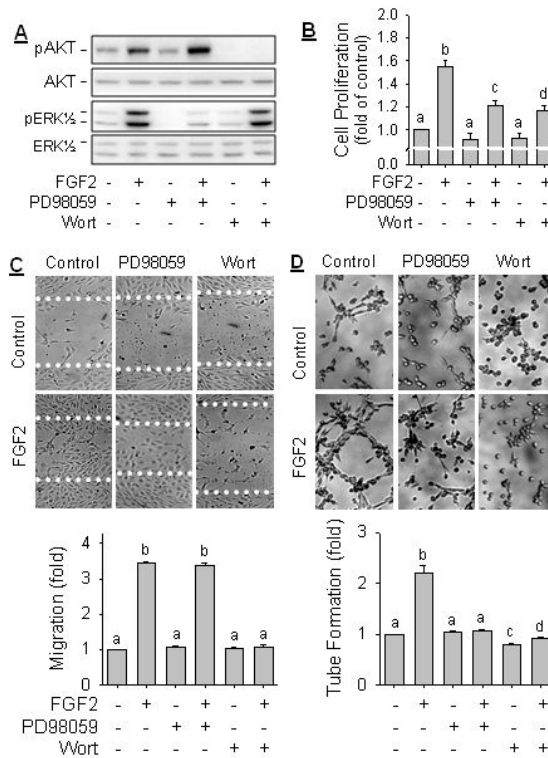 A
pAKT
AKT
pERK½
ERK½
FGF2 - + - + - +
PD98059 - - + + - -
Wort - - - - + +
B
Cell Proliferation
(fold of control)
2.0
1.8
1.6
1.4
1.2
1.0
0.0
a b a c a d
FGF2 - + - + - +
PD98059 - - + + - -
Wort - - - - + +
C
Control PD98059 Wort
Control
FGF2
Migration (fold)
4
3
2
1
0
a b a b a a
FGF2 - + - + - +
PD98059 - - + + - -
Wort - - - - + +
D
Control PD98059 Wort
Control
FGF2
Tube Formation (fold)
3
2
1
0
a b a a c d
- + - + - +
- - + + - -
- - - - + +